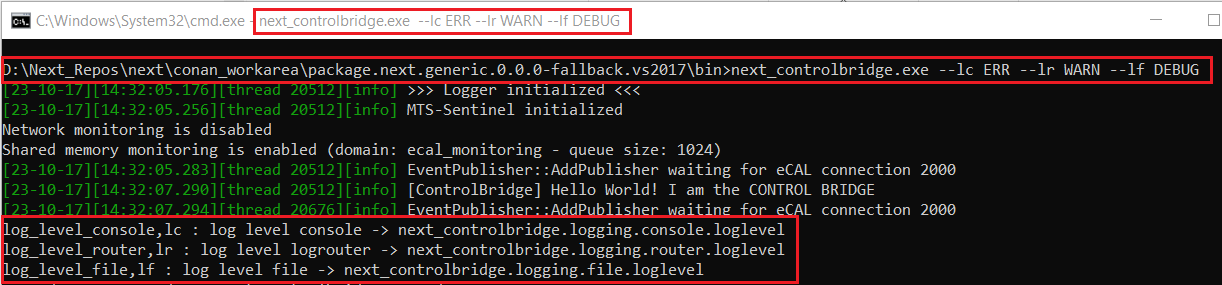 C:\Windows\System32\cmd.exe - next_controlbridge.exe --lc ERR --lr WARN --lf DEBUG
D:\Next_Repos\next\conan_workarea\package.next.generic.0.0.0-fallback.vs2017\bin>next_controlbridge.exe --lc ERR --lr WARN --lf DEBUG
[23-10-17][14:32:05.176][thread 20512][info] >>> Logger initialized <<<
[23-10-17][14:32:05.256][thread 20512][info] MTS-Sentinel initialized
Network monitoring is disabled
Shared memory monitoring is enabled (domain: ecal_monitoring - queue size: 1024)
[23-10-17][14:32:05.283][thread 20512][info] EventPublisher::AddPublisher waiting for eCAL connection 2000
[23-10-17][14:32:07.290][thread 20512][info] [ControlBridge] Hello World! I am the CONTROL BRIDGE
[23-10-17][14:32:07.294][thread 20676][info] EventPublisher::AddPublisher waiting for eCAL connection 2000
log_level_console,lc : log level console -> next_controlbridge.logging.console.loglevel
log_level_router,lr : log level logrouter -> next_controlbridge.logging.router.loglevel
log_level_file,lf : log level file -> next_controlbridge.logging.file.loglevel